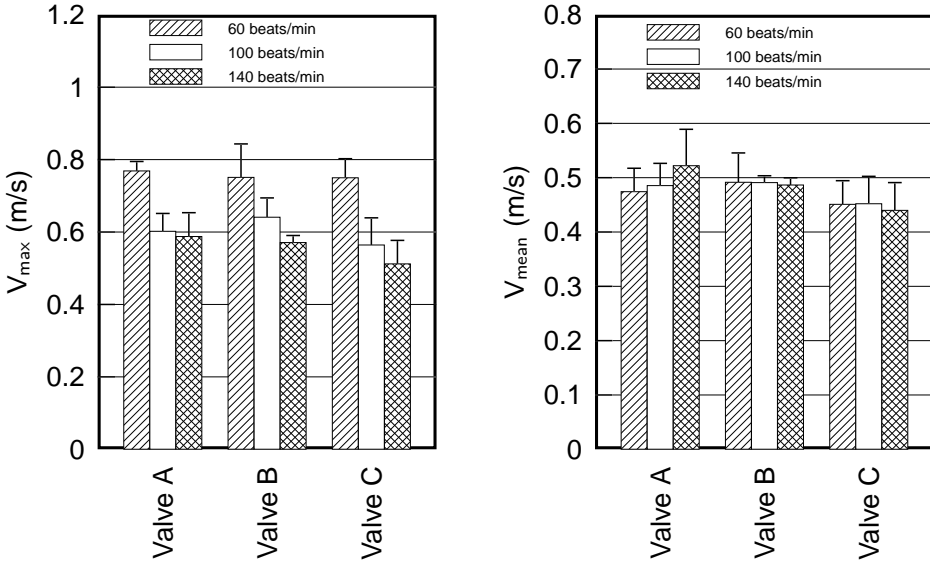 1.2
1
0.8
0.6
0.4
0.2
0
V_max (m/s)
60 beats/min
100 beats/min
140 beats/min
Valve A
Valve B
Valve C
0.8
0.7
0.6
0.5
0.4
0.3
0.2
0.1
0
V_mean (m/s)
60 beats/min
100 beats/min
140 beats/min
Valve A
Valve B
Valve C